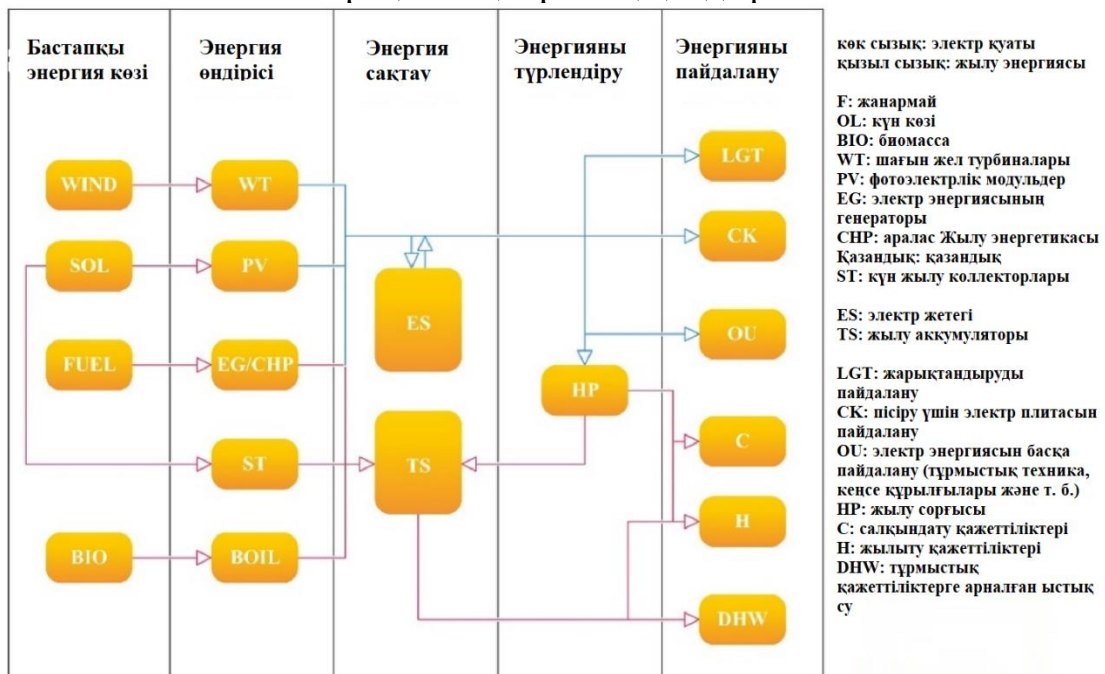 Бастапқы
энергия көзі
Энергия
өндірісі
Энергия
сақтау
Энергияны
түрлендіру
Энергияны
пайдалану
WIND
WT
LGT
CK
SOL
PV
ES
OU
FUEL
EG/CHP
HP
ST
TS
C
H
BIO
BOIL
DHW
көк сызық: электр қуаты
қызыл сызық: жылу энергиясы
F: жанармай
OL: күн көзі
BIO: биомасса
WT: шағын жел турбиналары
PV: фотоэлектрлік модульдер
EG: электр энергиясының
генераторы
CHP: аралас Жылу энергетикасы
Қазандық: қазандық
ST: күн жылу коллекторлары
ES: электр жетегі
TS: жылу аккумуляторы
LGT: жарықтандыруды
пайдалану
CK: пісіру үшін электр плитасын
пайдалану
OU: электр энергиясын басқа
пайдалану (тұрмыстық техника,
кеңсе құрылғылары және т. б.)
HP: жылу сорғысы
C: салқындату қажеттіліктері
H: жылыту қажеттіліктері
DHW: тұрмыстық
қажеттіліктерге арналған ыстық
су